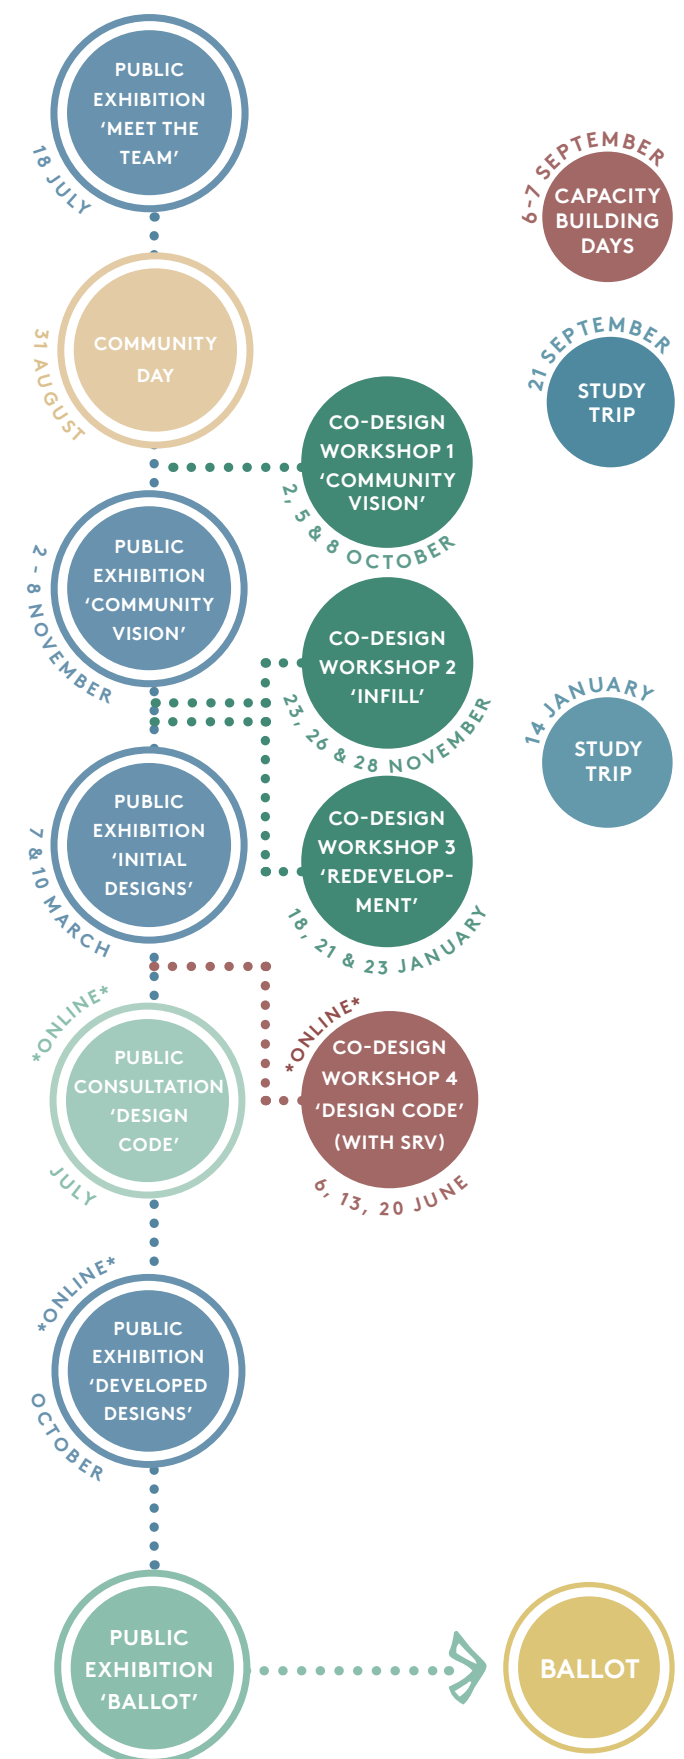 PUBLIC
EXHIBITION
‘MEET THE
TEAM’
18 JULY
6-7 SEPTEMBER
CAPACITY
BUILDING
DAYS
COMMUNITY
DAY
31 AUGUST
21 SEPTEMBER
STUDY
TRIP
CO-DESIGN
WORKSHOP 1
‘COMMUNITY
VISION’
2, 5 & 8 OCTOBER
PUBLIC
EXHIBITION
‘COMMUNITY
VISION’
2 - 8 NOVEMBER
CO-DESIGN
WORKSHOP 2
‘INFILL’
23, 26 & 28 NOVEMBER
14 JANUARY
STUDY
TRIP
PUBLIC
EXHIBITION
‘INITIAL
DESIGNS’
7 & 10 MARCH
CO-DESIGN
WORKSHOP 3
‘REDEVELOP-
MENT’
18, 21 & 23 JANUARY
*ONLINE*
PUBLIC
CONSULTATION
‘DESIGN
CODE’
JULY
*ONLINE*
CO-DESIGN
WORKSHOP 4
‘DESIGN CODE’
(WITH SRV)
6, 13, 20 JUNE
*ONLINE*
PUBLIC
EXHIBITION
‘DEVELOPED
DESIGNS’
OCTOBER
PUBLIC
EXHIBITION
‘BALLOT’
BALLOT